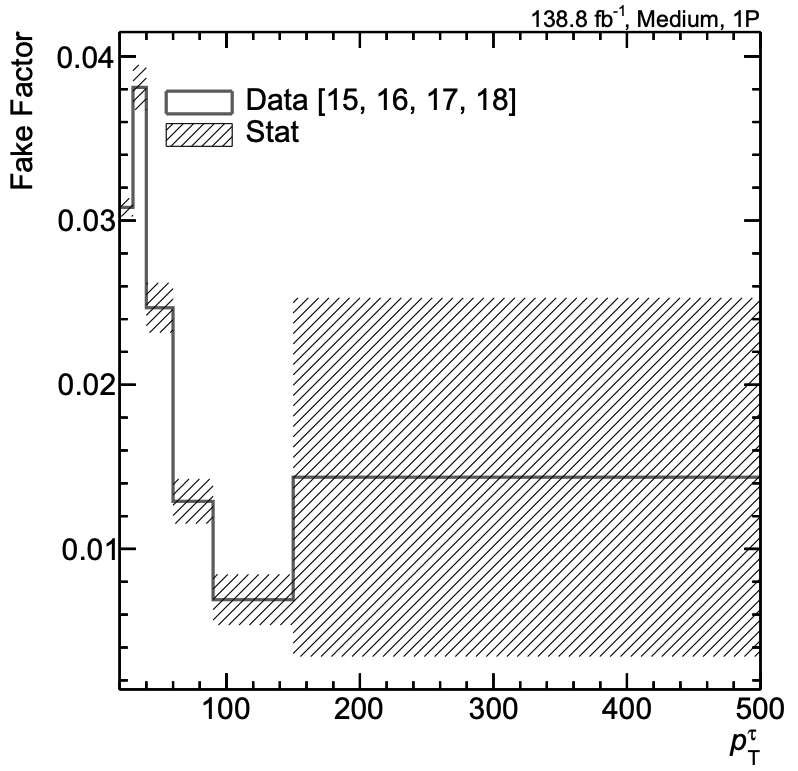 138.8 fb⁻¹, Medium, 1P
Fake Factor
0.04
0.03
0.02
0.01
Data [15, 16, 17, 18]
Stat
100 200 300 400 500
p_T^τ